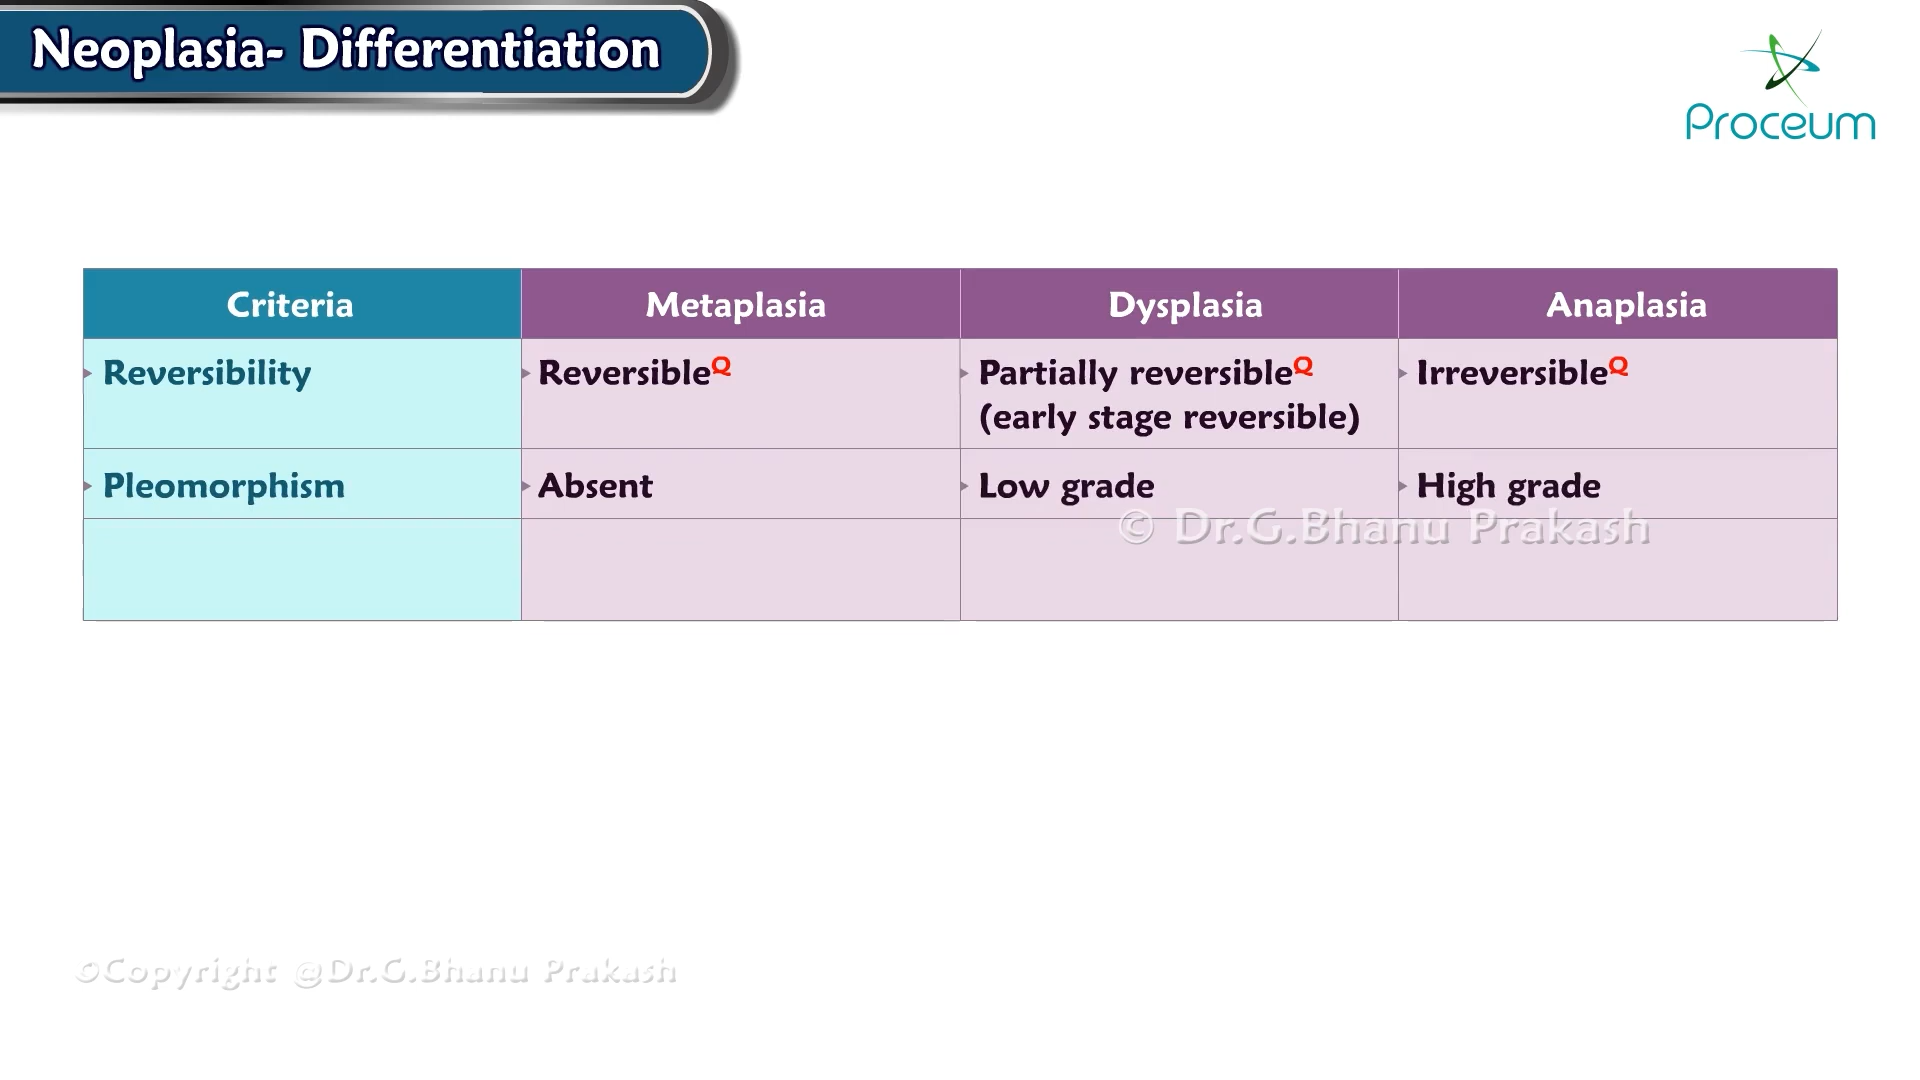 Neoplasia- Differentiation
Proceum
Criteria Metaplasia Dysplasia Anaplasia
Reversibility ReversibleQ Partially reversibleQ IrreversibleQ
(early stage reversible)
Pleomorphism Absent Low grade High grade
© Dr.G.Bhanu Prakash
©Copyright @Dr.G.Bhanu Prakash